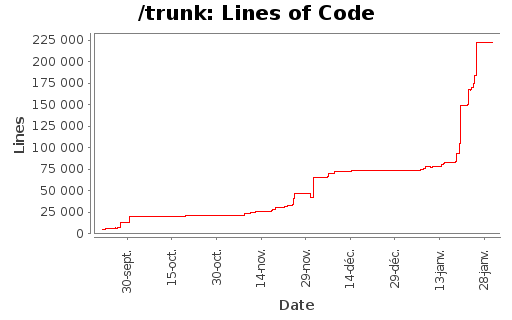 /trunk: Lines of Code
225 000
200 000
175 000
150 000
125 000
100 000
75 000
50 000
25 000
0
Lines
30-sept.
15-oct.
30-oct.
14-nov.
29-nov.
14-déc.
29-déc.
13-janv.
28-janv.
Date